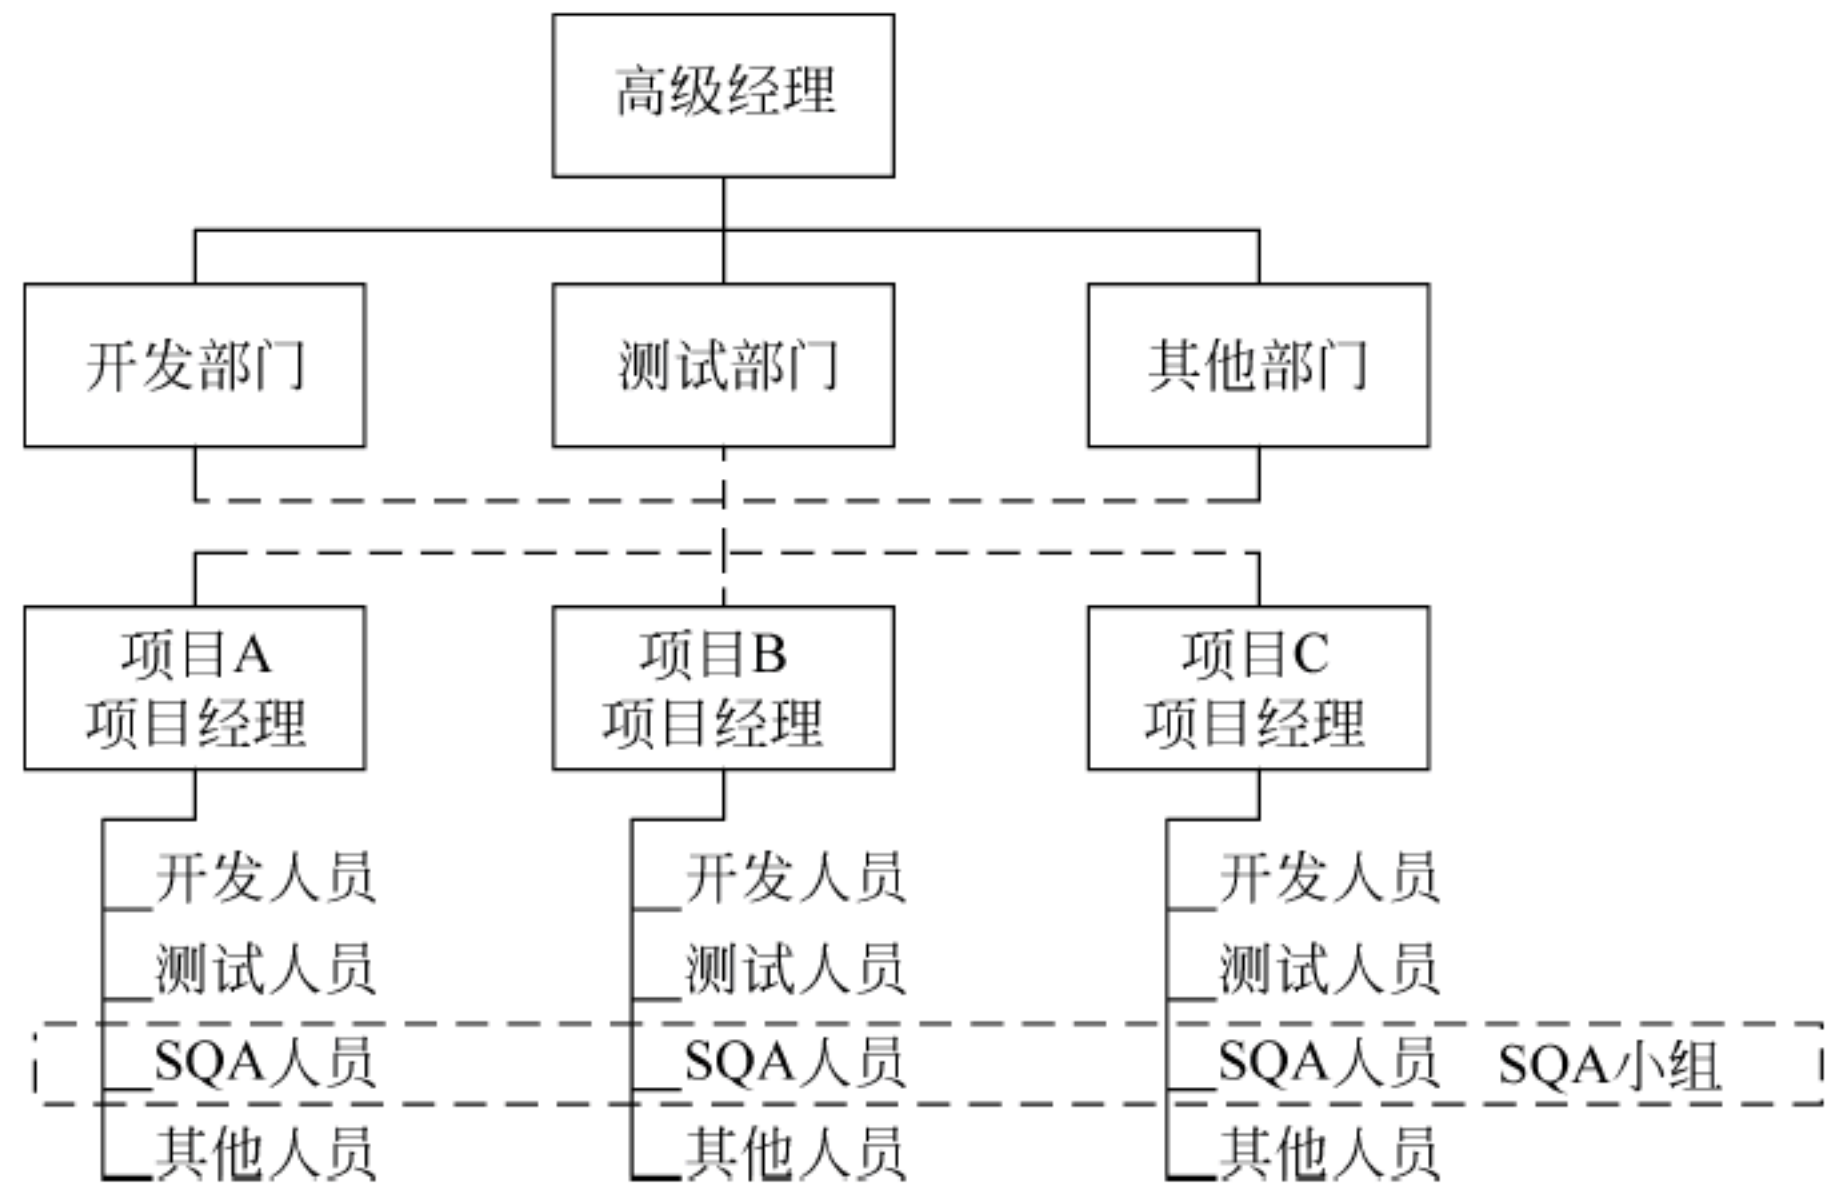 高级经理
开发部门
测试部门
其他部门
项目A
项目经理
项目B
项目经理
项目C
项目经理
开发人员
测试人员
SQA人员
其他人员
开发人员
测试人员
SQA人员
其他人员
开发人员
测试人员
SQA人员
其他人员
SQA小组